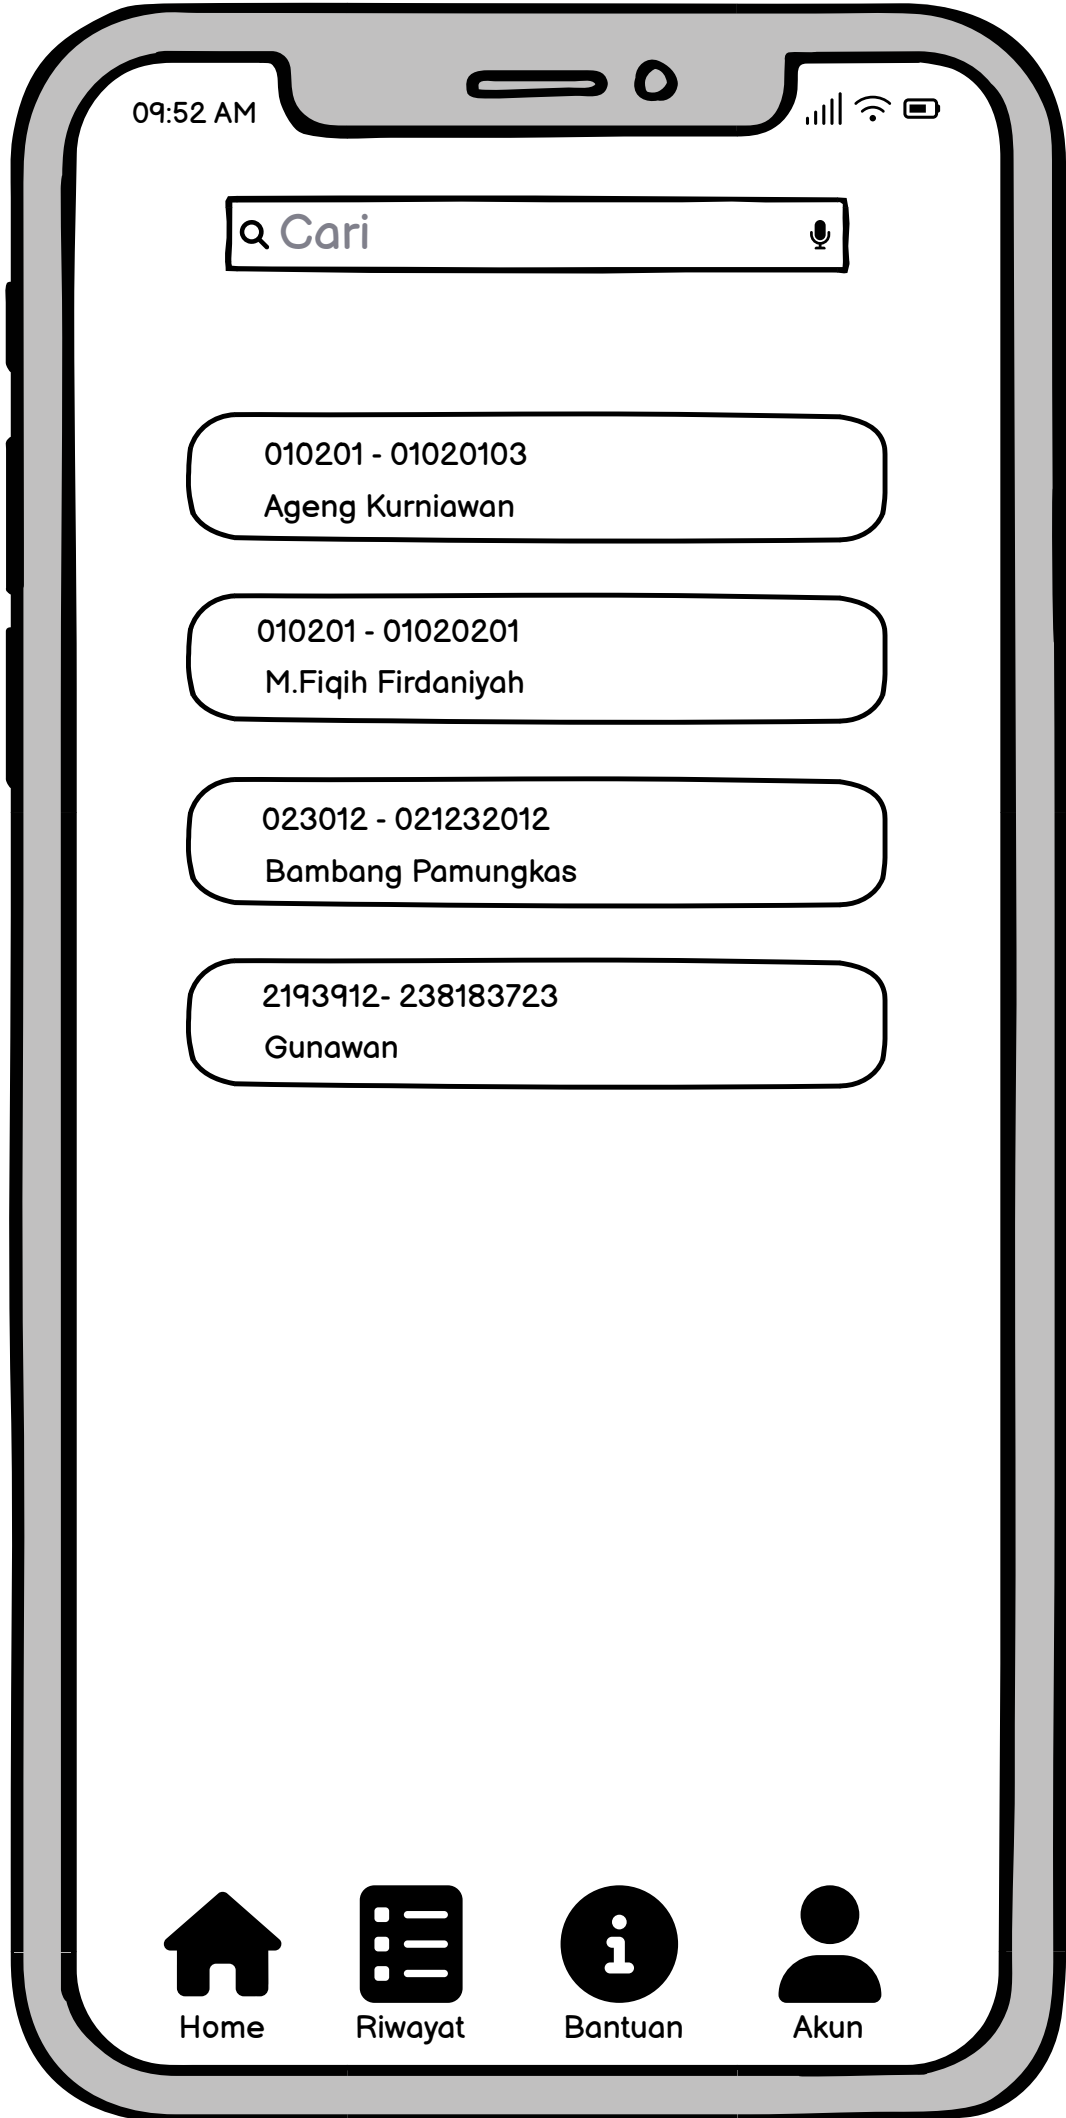 09:52 AM
Cari
010201 - 01020103
Ageng Kurniawan
010201 - 01020201
M.Fiqih Firdaniyah
023012 - 021232012
Bambang Pamungkas
2193912- 238183723
Gunawan
Home Riwayat Bantuan Akun